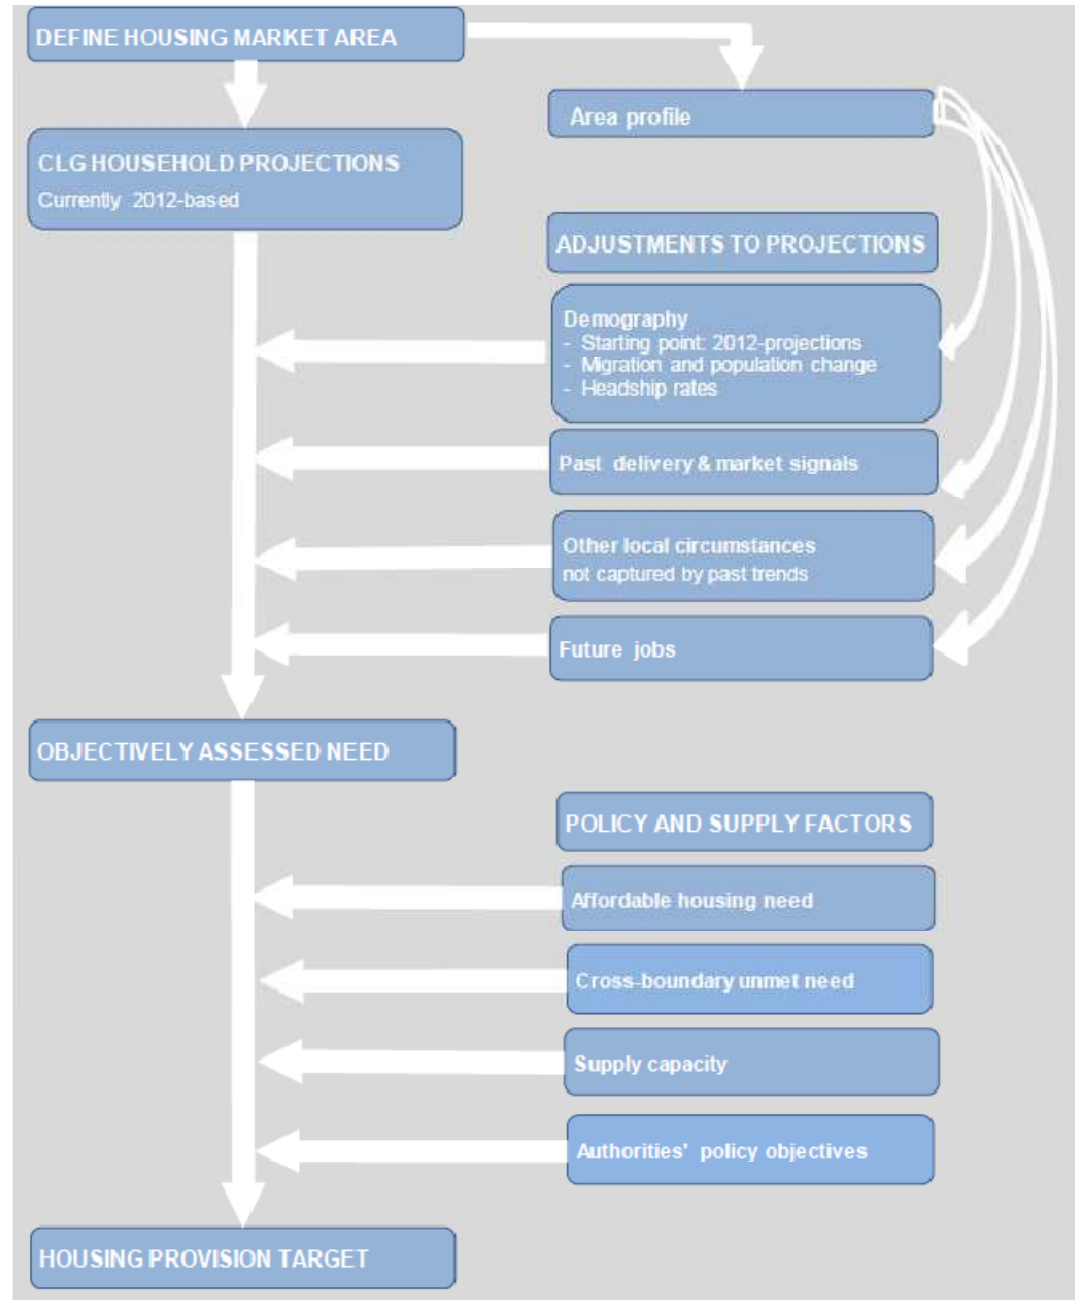 DEFINE HOUSING MARKET AREA
Area profile
CLG HOUSEHOLD PROJECTIONS
Currently 2012-based
ADJUSTMENTS TO PROJECTIONS
Demography
- Starting point: 2012-projections
- Migration and population change
- Headship rates
Past delivery & market signals
Other local circumstances
not captured by past trends
Future jobs
OBJECTIVELY ASSESSED NEED
POLICY AND SUPPLY FACTORS
Affordable housing need
Cross-boundary unmet need
Supply capacity
Authorities' policy objectives
HOUSING PROVISION TARGET